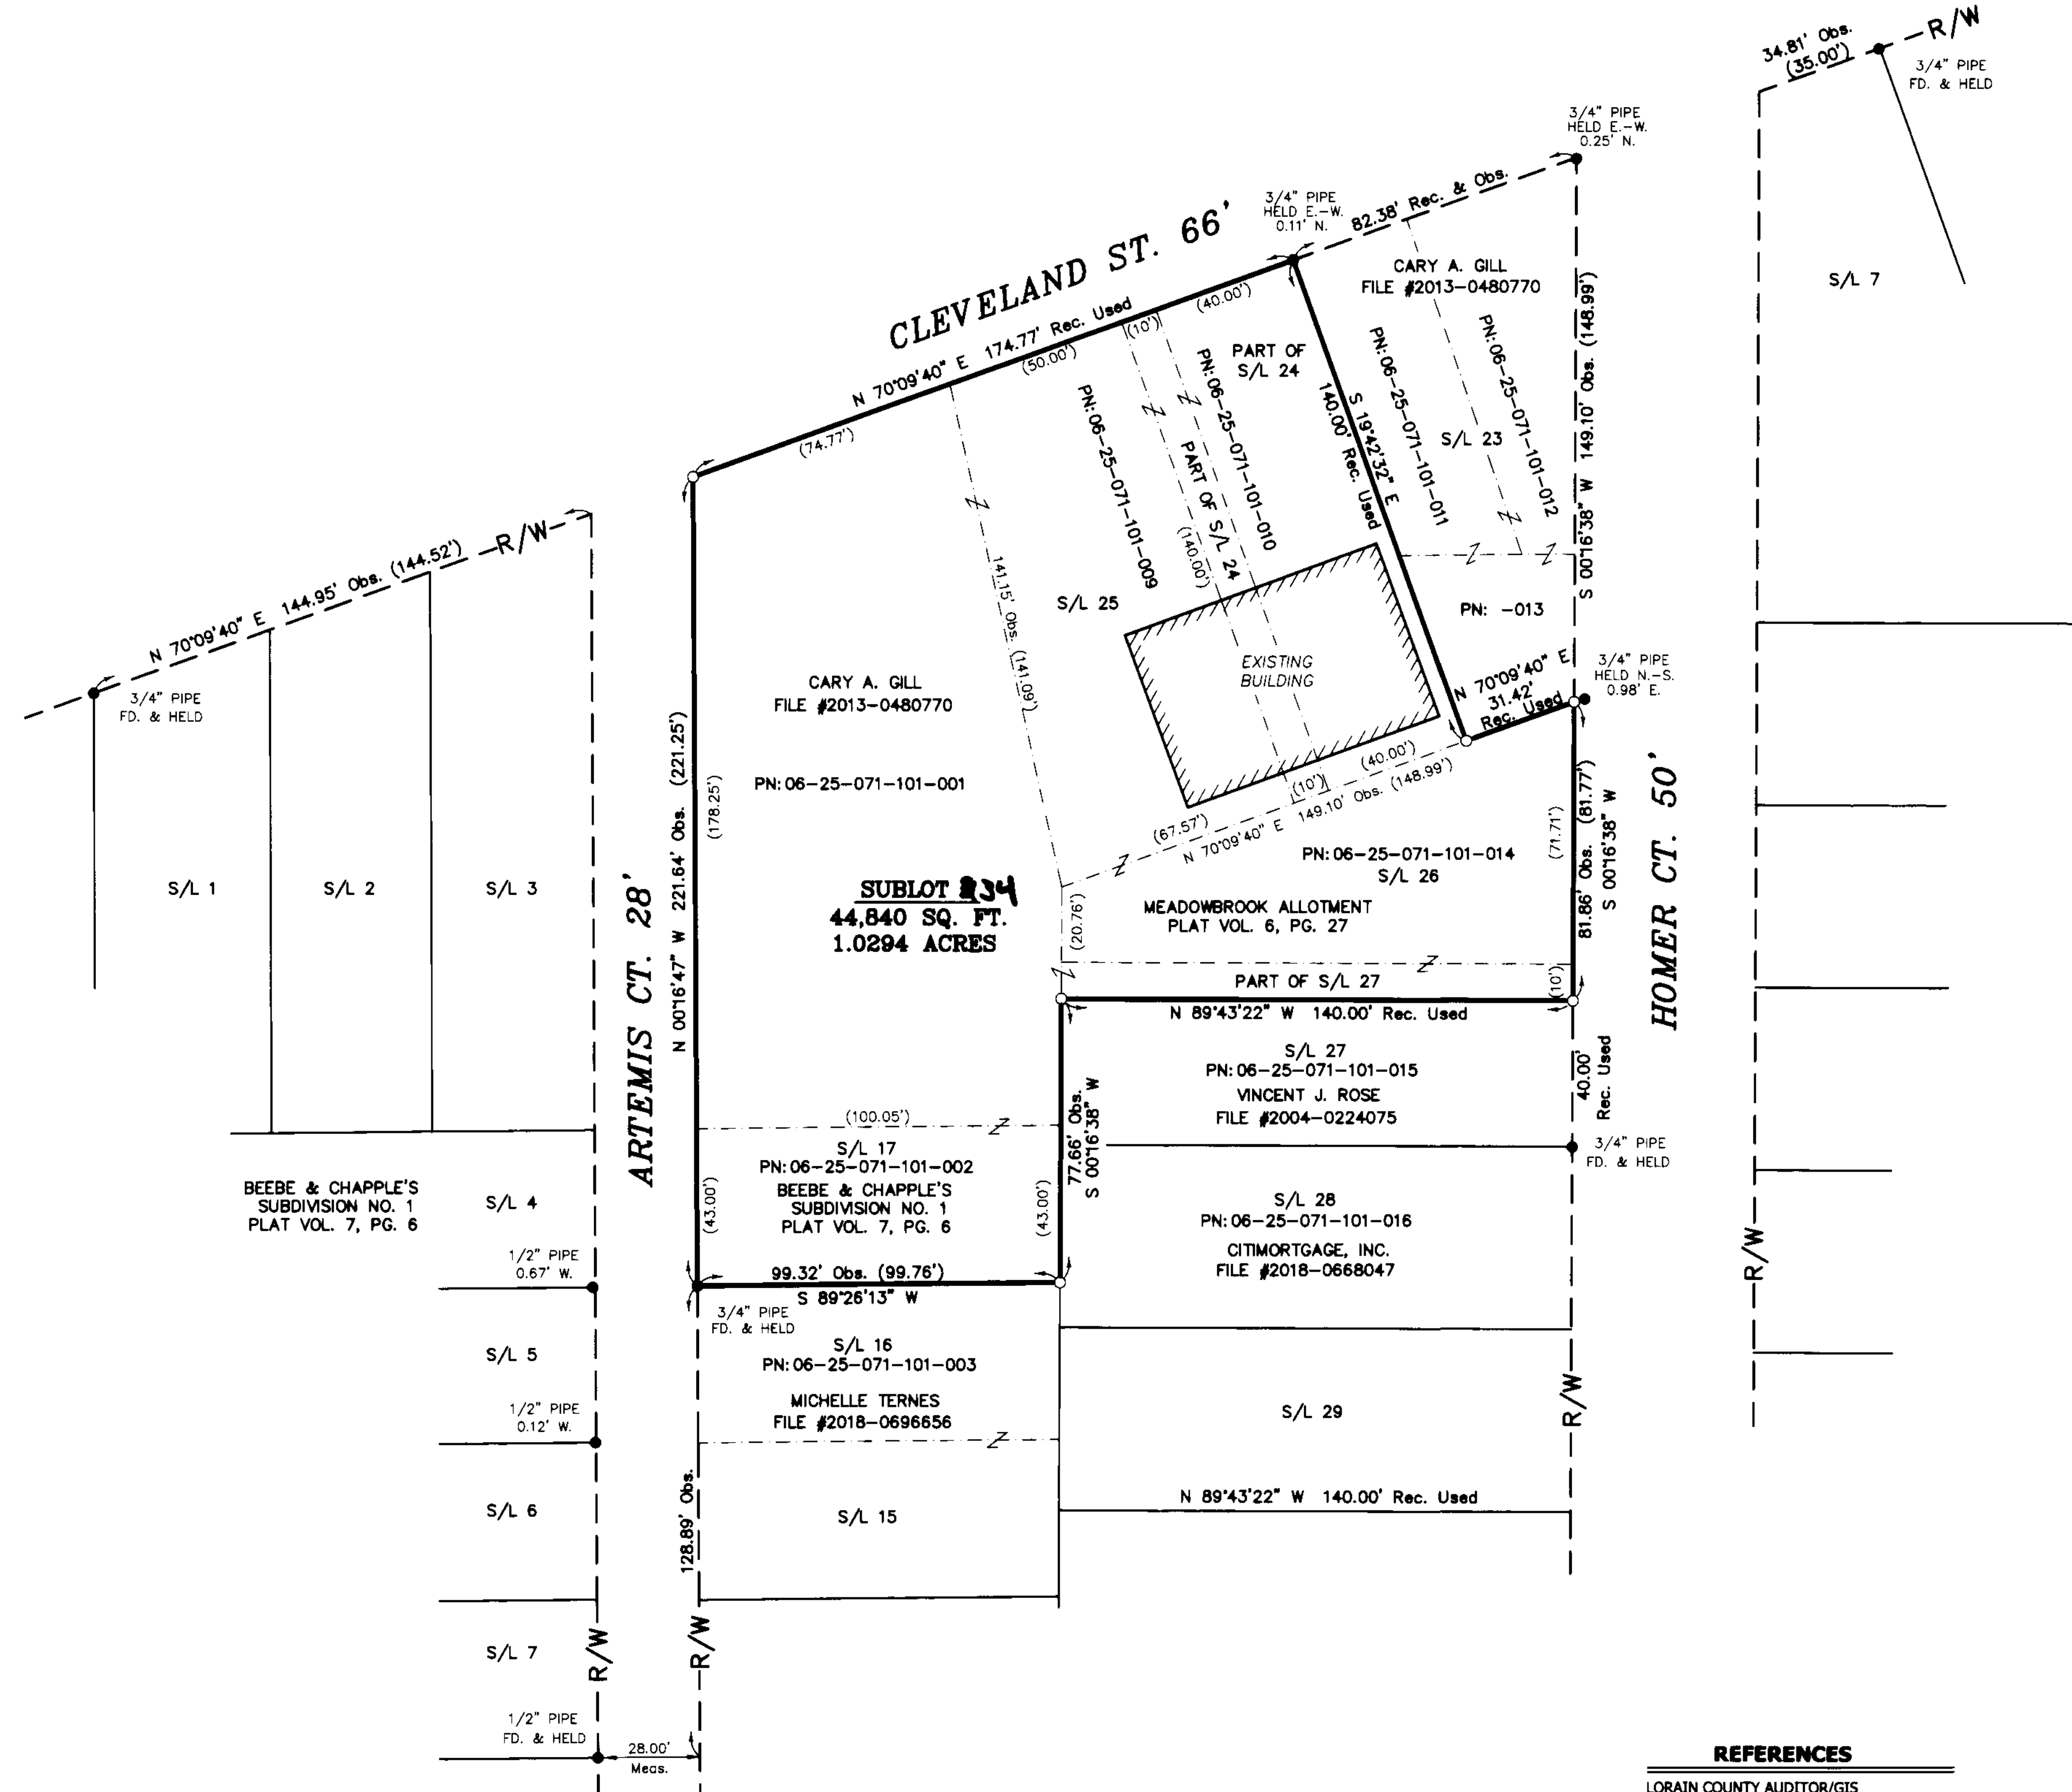 34.81' Obs.
(35.00')
R/W
3/4" PIPE
FD. & HELD
3/4" PIPE
HELD E.-W.
0.25' N.
3/4" PIPE
HELD E.-W.
0.11' N.
82.38' Rec. & Obs.
CLEVELAND ST. 66'
N 70°09'40" E 174.77' Rec. Used
(74.77')
(50.00')
(10')
(40.00')
CARY A. GILL
FILE #2013-0480770
S/L 7
PART OF
S/L 24
PN:06-25-071-101-009
PN:06-25-071-101-010
PART OF S/L 24
(140.00')
S 19°42'32" E
140.00' Rec. Used
PN:06-25-071-101-011
S/L 23
PN:06-25-071-101-012
S 00°16'38" W 149.10' Obs. (148.99')
N 70°09'40" E 144.95' Obs. (144.52')
R/W
3/4" PIPE
FD. & HELD
141.15' Obs. (141.09')
S/L 25
PN: -013
EXISTING
BUILDING
N 70°09'40" E
31.42'
Rec. Used
3/4" PIPE
HELD N.-S.
0.98' E.
CARY A. GILL
FILE #2013-0480770
PN:06-25-071-101-001
N 00°16'47" W 221.64' Obs. (221.25')
(178.25')
(40.00')
(10')
(67.57')
N 70°09'40" E 149.10' Obs. (148.99')
PN:06-25-071-101-014
S/L 26
(71.71')
81.86' Obs. (81.77')
S 00°16'38" W
HOMER CT. 50'
S/L 1
S/L 2
S/L 3
ARTEMIS CT. 28'
SUBLOT 34
44,840 SQ. FT.
1.0294 ACRES
(20.76')
MEADOWBROOK ALLOTMENT
PLAT VOL. 6, PG. 27
PART OF S/L 27
(10')
N 89°43'22" W 140.00' Rec. Used
S/L 27
PN:06-25-071-101-015
VINCENT J. ROSE
FILE #2004-0224075
40.00'
Rec. Used
77.66' Obs.
S 00°16'38" W
(100.05')
3/4" PIPE
FD. & HELD
S/L 17
PN:06-25-071-101-002
BEEBE & CHAPPLE'S
SUBDIVISION NO. 1
PLAT VOL. 7, PG. 6
(43.00')
(43.00')
BEEBE & CHAPPLE'S
SUBDIVISION NO. 1
PLAT VOL. 7, PG. 6
S/L 4
1/2" PIPE
0.67' W.
S/L 28
PN:06-25-071-101-016
CITIMORTGAGE, INC.
FILE #2018-0668047
R/W
99.32' Obs. (99.76')
S 89°26'13" W
3/4" PIPE
FD. & HELD
S/L 16
PN:06-25-071-101-003
MICHELLE TERNES
FILE #2018-0696656
S/L 5
1/2" PIPE
0.12' W.
S/L 29
R/W
S/L 6
128.89' Obs.
S/L 15
N 89°43'22" W 140.00' Rec. Used
S/L 7
R/W
R/W
1/2" PIPE
FD. & HELD
28.00'
Meas.
REFERENCES
LORAIN COUNTY AUDITOR/GIS